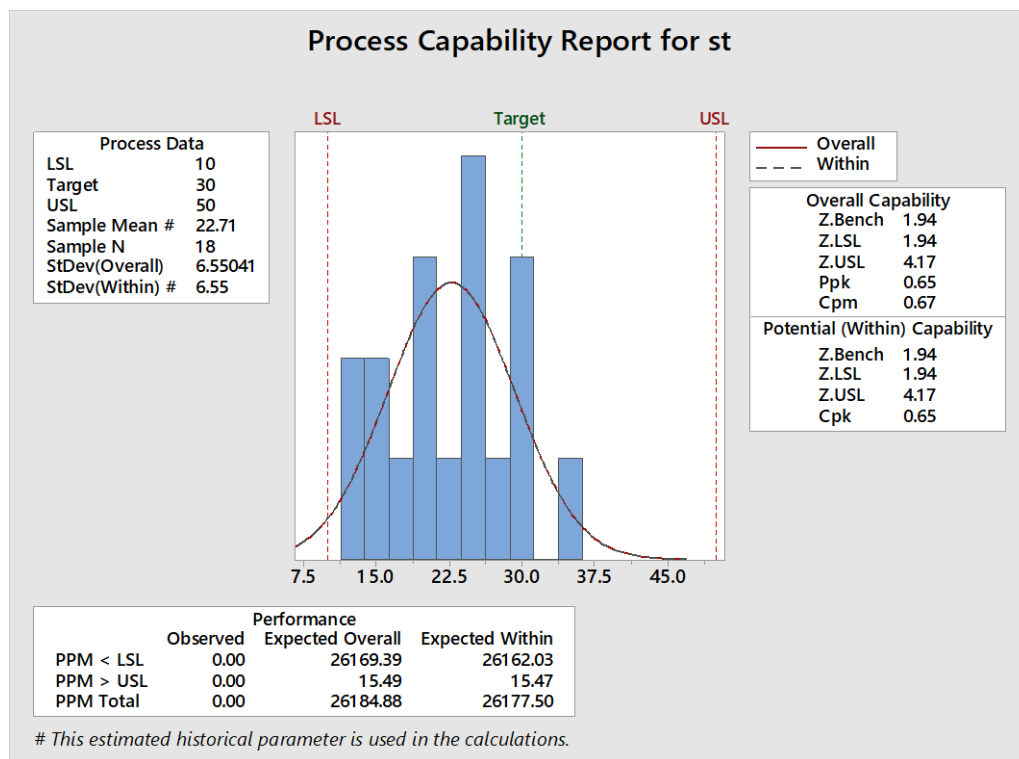 Process Capability Report for st
LSL Target USL
Process Data
LSL 10
Target 30
USL 50
Sample Mean # 22.71
Sample N 18
StDev(Overall) 6.55041
StDev(Within) # 6.55
Overall
Within
Overall Capability
Z.Bench 1.94
Z.LSL 1.94
Z.USL 4.17
Ppk 0.65
Cpm 0.67
Potential (Within) Capability
Z.Bench 1.94
Z.LSL 1.94
Z.USL 4.17
Cpk 0.65
7.5 15.0 22.5 30.0 37.5 45.0
Performance
Observed Expected Overall Expected Within
PPM < LSL 0.00 26169.39 26162.03
PPM > USL 0.00 15.49 15.47
PPM Total 0.00 26184.88 26177.50
# This estimated historical parameter is used in the calculations.